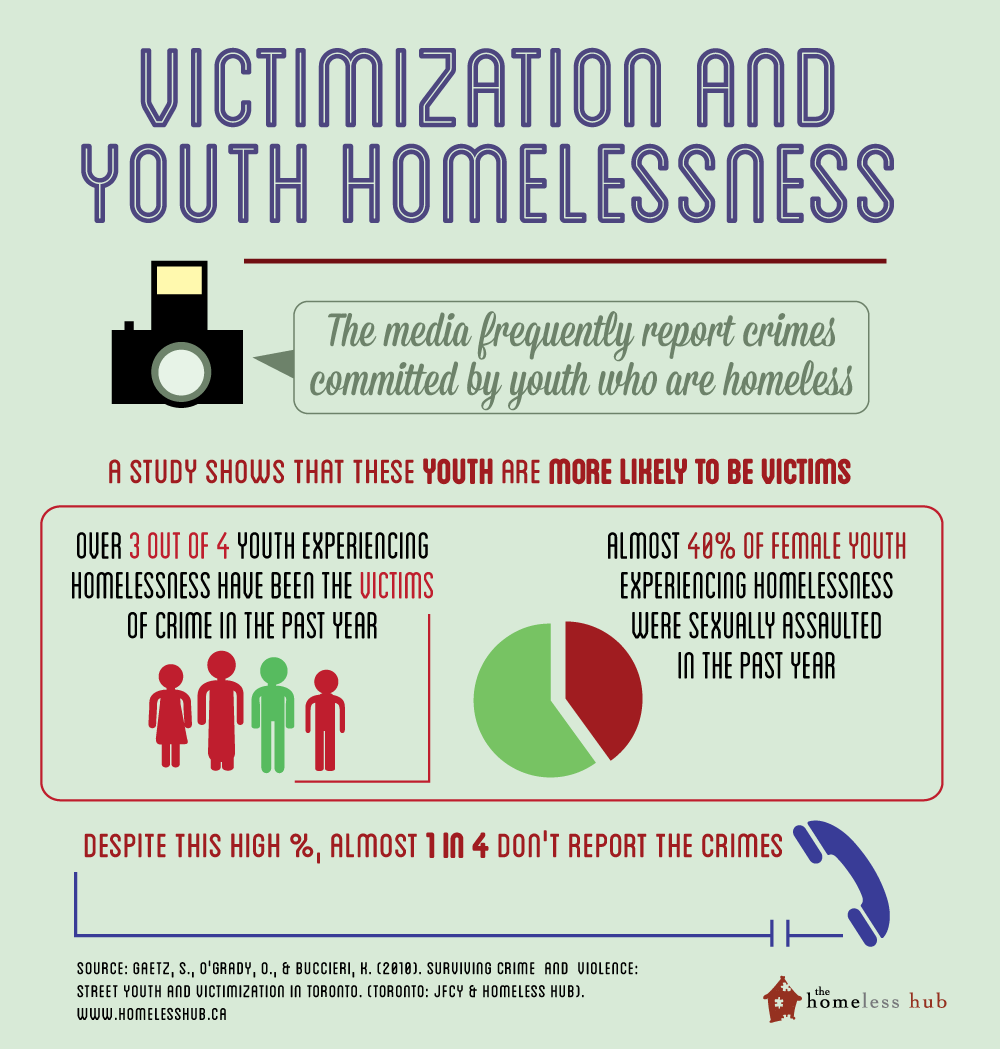 VICTIMIZATION AND
YOUTH HOMELESSNESS
The media frequently report crimes
committed by youth who are homeless
A STUDY SHOWS THAT THESE YOUTH ARE MORE LIKELY TO BE VICTIMS
OVER 3 OUT OF 4 YOUTH EXPERIENCING
HOMELESSNESS HAVE BEEN THE VICTIMS
OF CRIME IN THE PAST YEAR
ALMOST 40% OF FEMALE YOUTH
EXPERIENCING HOMELESSNESS
WERE SEXUALLY ASSAULTED
IN THE PAST YEAR
DESPITE THIS HIGH %, ALMOST 1 IN 4 DON'T REPORT THE CRIMES
SOURCE: GAETZ, S., O'GRADY, O., & BUCCIERI, K. (2010). SURVIVING CRIME AND VIOLENCE:
STREET YOUTH AND VICTIMIZATION IN TORONTO. (TORONTO: JFCY & HOMELESS HUB).
WWW.HOMELESSHUB.CA
the homeless hub